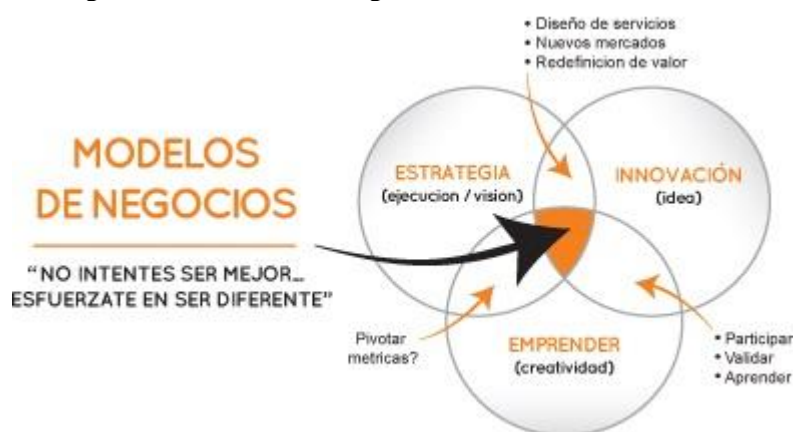 • Diseño de servicios
• Nuevos mercados
• Redefinicion de valor
MODELOS
DE NEGOCIOS
“NO INTENTES SER MEJOR...
ESFUERZATE EN SER DIFERENTE”
ESTRATEGIA
(ejecucion / vision)
INNOVACIÓN
(idea)
Pivotar
metricas?
EMPRENDER
(creatividad)
• Participar
• Validar
• Aprender